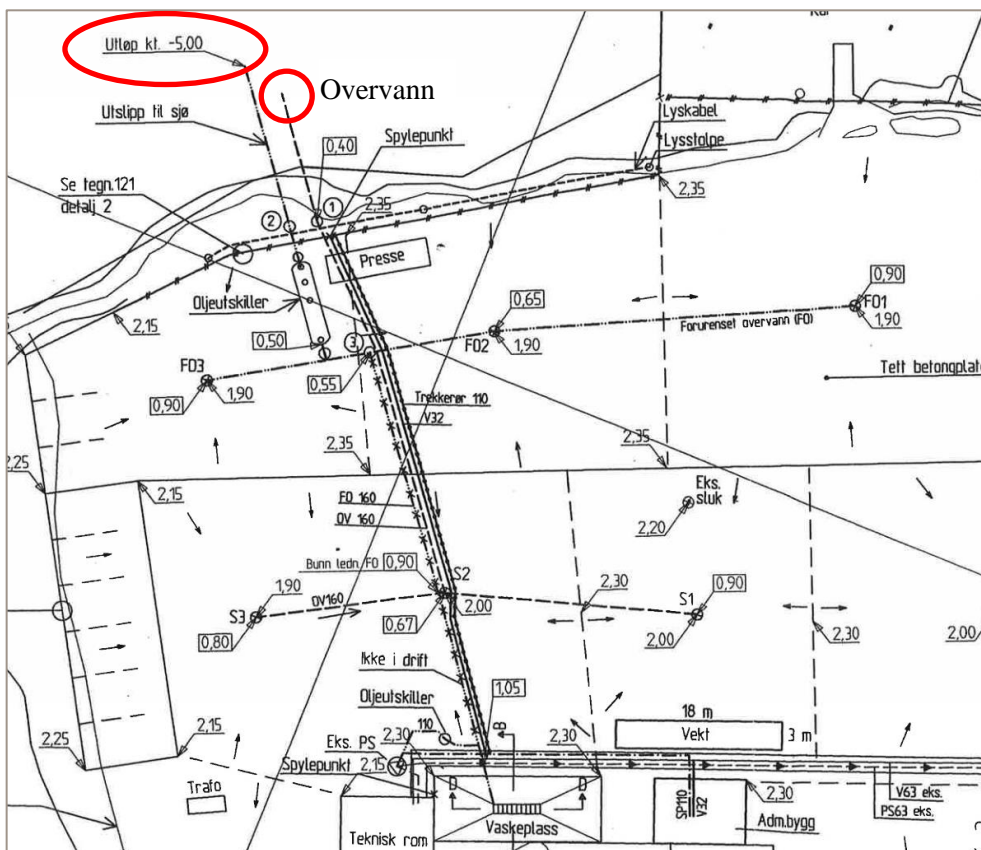 Utløp kt. -5,00
Overvann
Utslipp til sjø
0,40
Spylepunkt
Lyskabel
Lysstolpe
Se tegn.121
detalj 2
1
2
2,35
2,35
Presse
Oljeutskiller
2,15
0,50
3
0,65
FO2
1,90
0,90
FO1
1,90
Forurenset overvann (FO)
Tett betongplate
FO3
0,90
1,90
0,55
Trekkerør 110
V32
2,35
2,35
2,25
2,15
Eks.
sluk
2,20
FO 160
OV 160
Bunn ledn. FO 0,90
S2
2,00
1,90
S3
0,80
OV160
0,67
2,30
0,90
S1
2,00
2,30
2,00
Ikke i drift
Oljeutskiller
110
1,05
B
18 m
Vekt
3 m
2,25
2,15
Eks. PS
2,30
2,30
Spylepunkt 2,15
Trafo
SP110
V32
2,30
V63 eks.
PS63 eks.
Teknisk rom
Vaskeplass
Adm.bygg